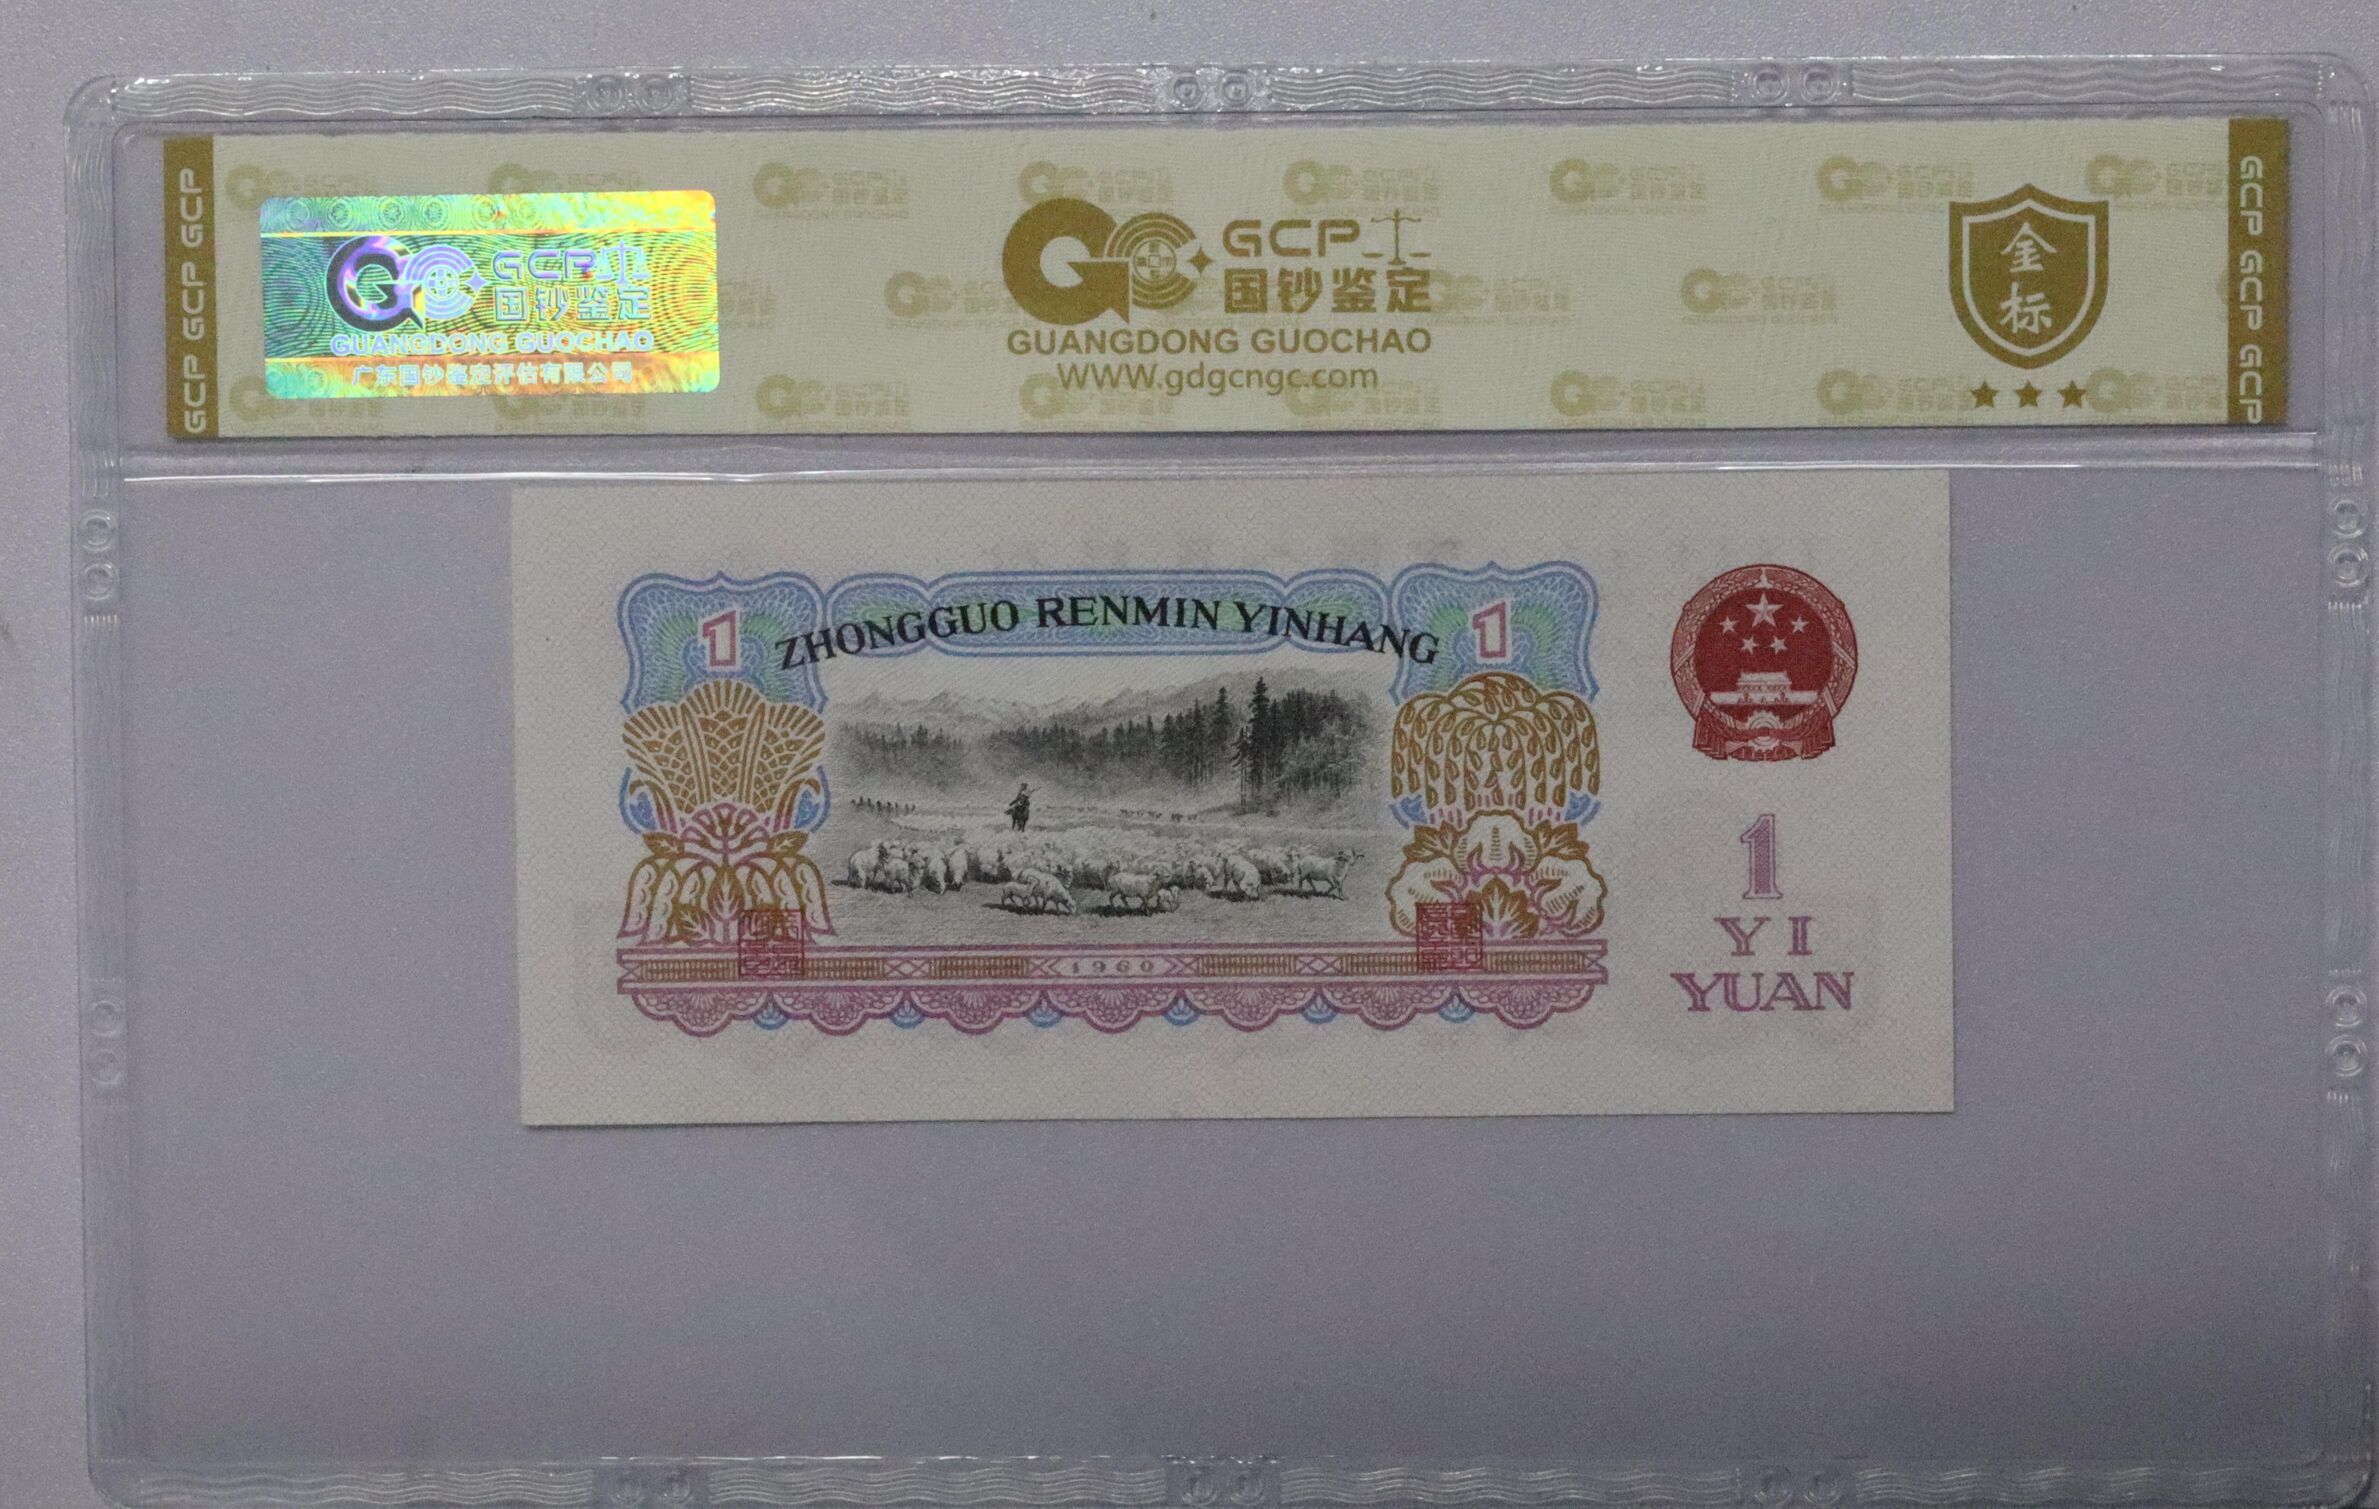 GCP GCP GCP
GCP
国钞鉴定
GUANGDONG GUOCHAO
广东国钞鉴定评估有限公司
GCP
国钞鉴定
GUANGDONG GUOCHAO
WWW.gdgcngc.com
金
标
GCP GCP GCP
1
ZHONGGUO RENMIN YINHANG
1
1960
1
YI
YUAN